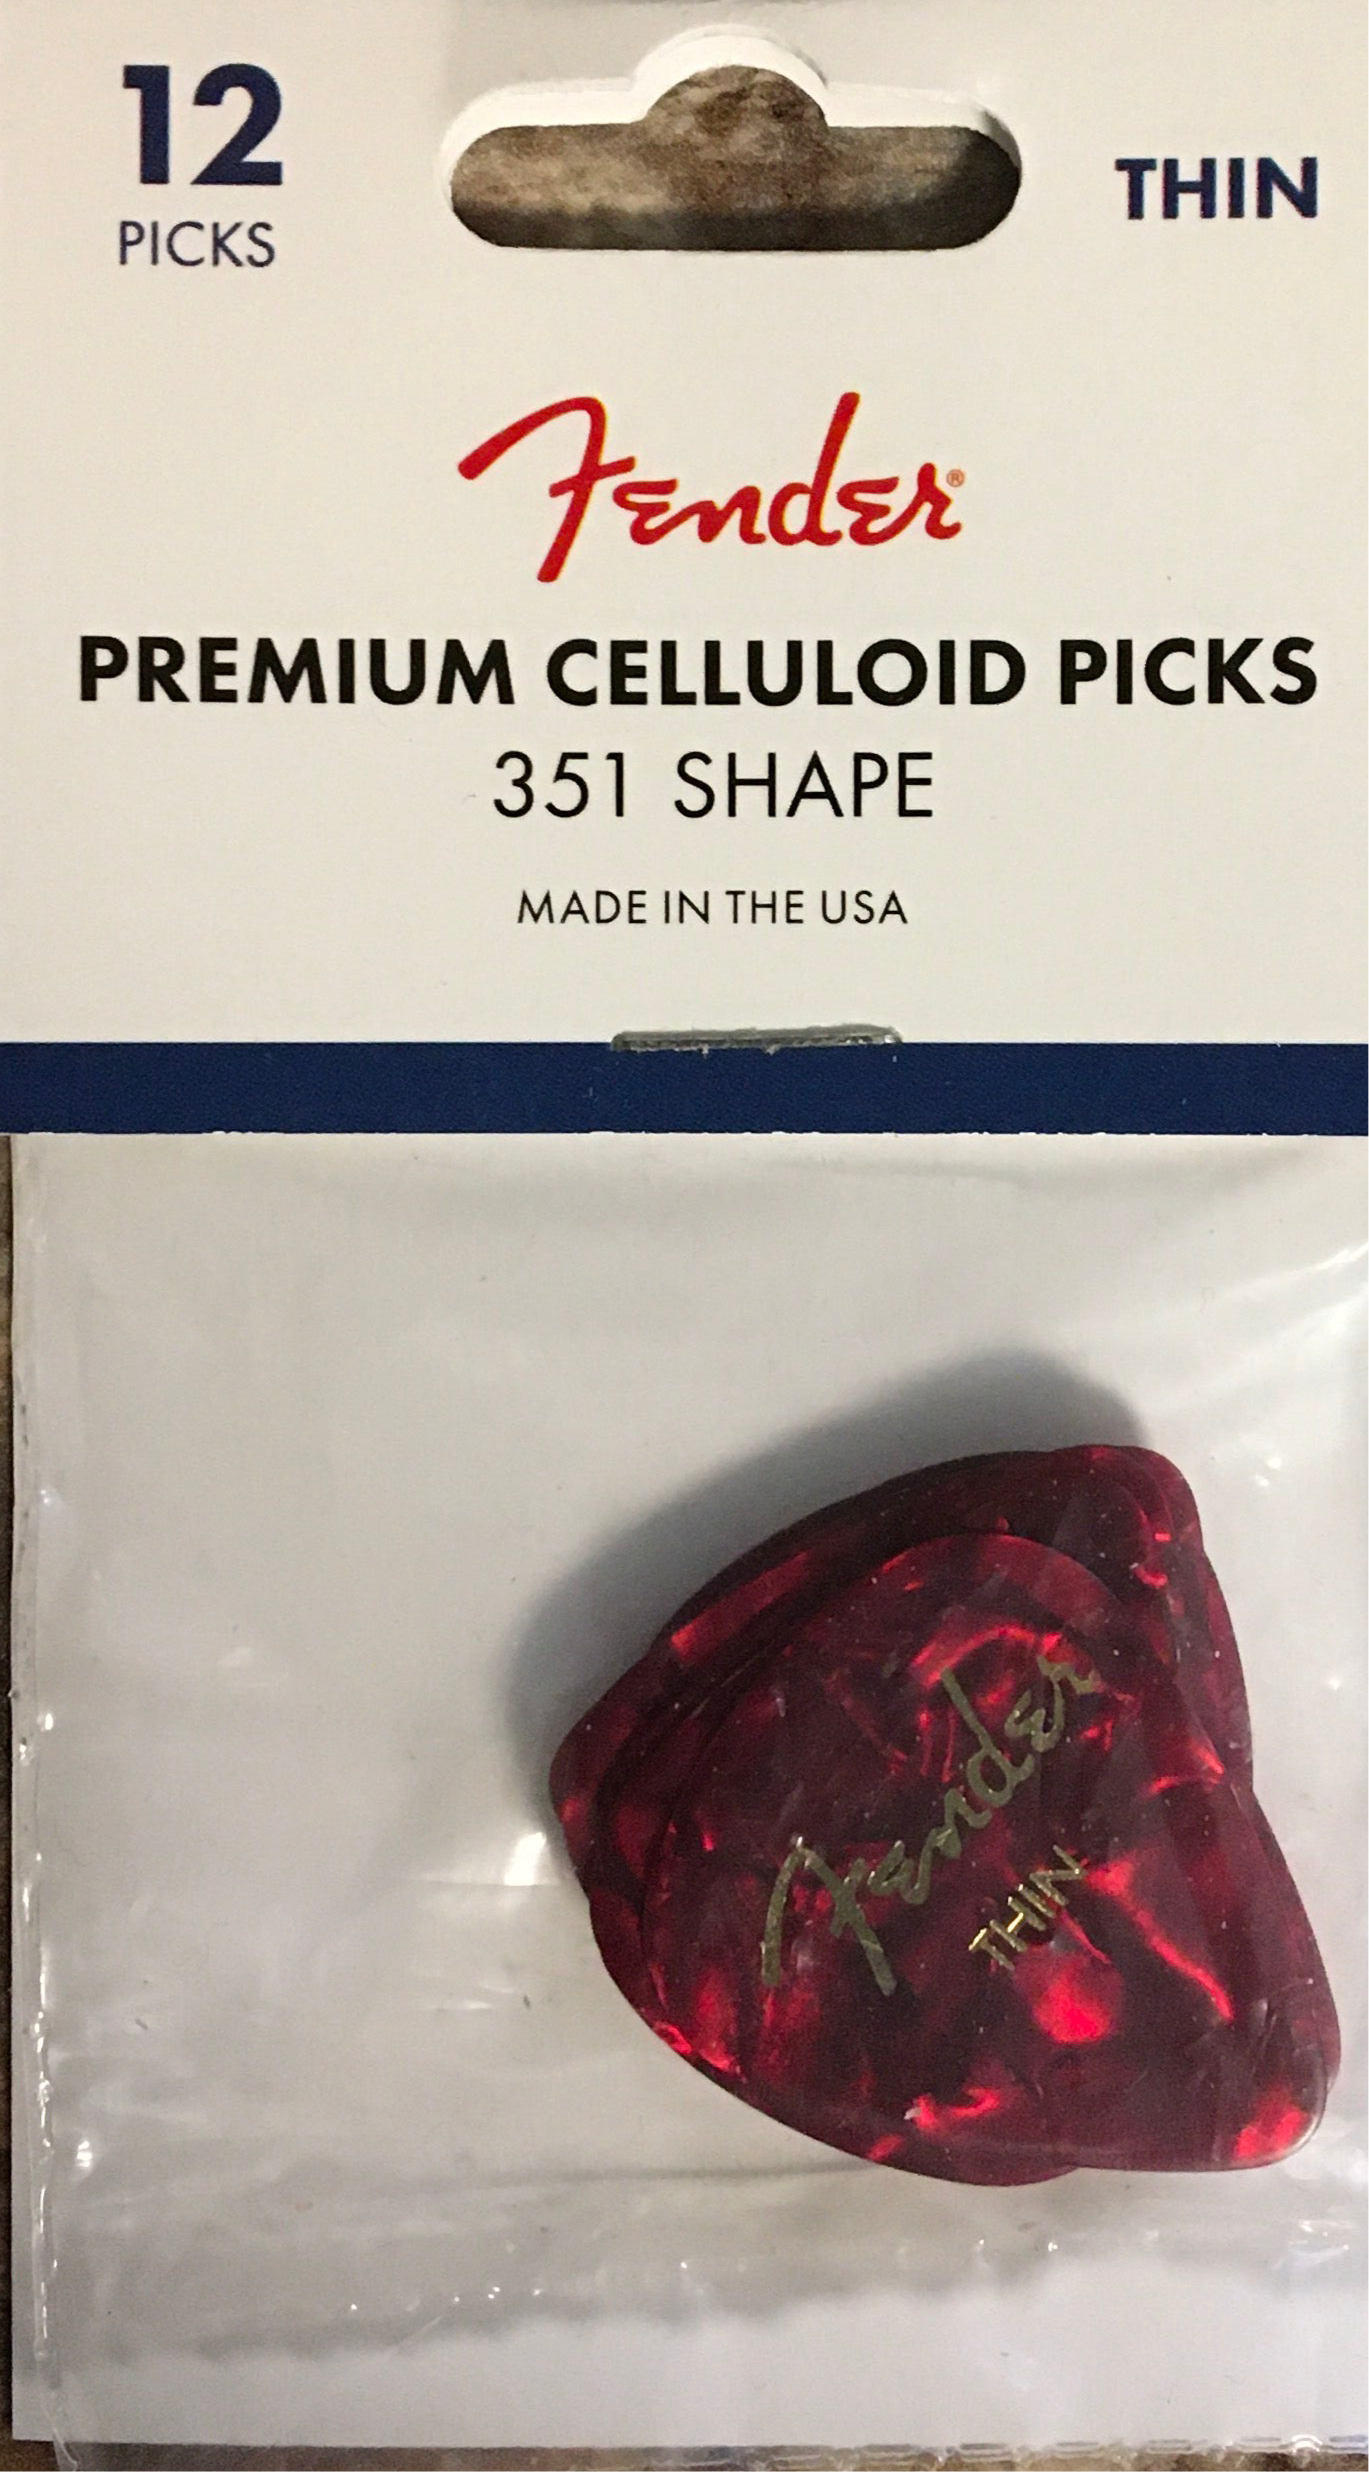 12
PICKS
THIN
Fender®
PREMIUM CELLULOID PICKS
351 SHAPE
MADE IN THE USA
Fender
THIN